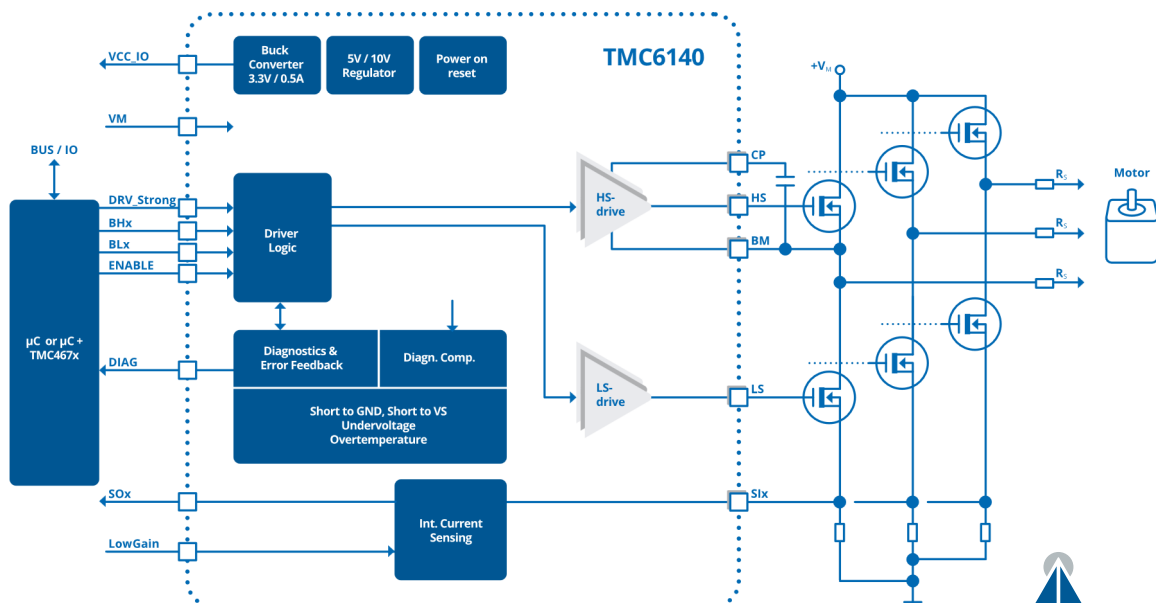 TMC6140
VCC_IO
Buck
Converter
3.3V / 0.5A
5V / 10V
Regulator
Power on
reset
+VM
VM
BUS / IO
CP
DRV_Strong
BHx
BLx
ENABLE
Driver
Logic
HS-
drive
HS
BM
RS
Motor
RS
RS
µC or µC +
TMC467x
DIAG
Diagnostics &
Error Feedback
Diagn. Comp.
Short to GND, Short to VS
Undervoltage
Overtemperature
LS-
drive
LS
SOx
Int. Current
Sensing
SIx
LowGain